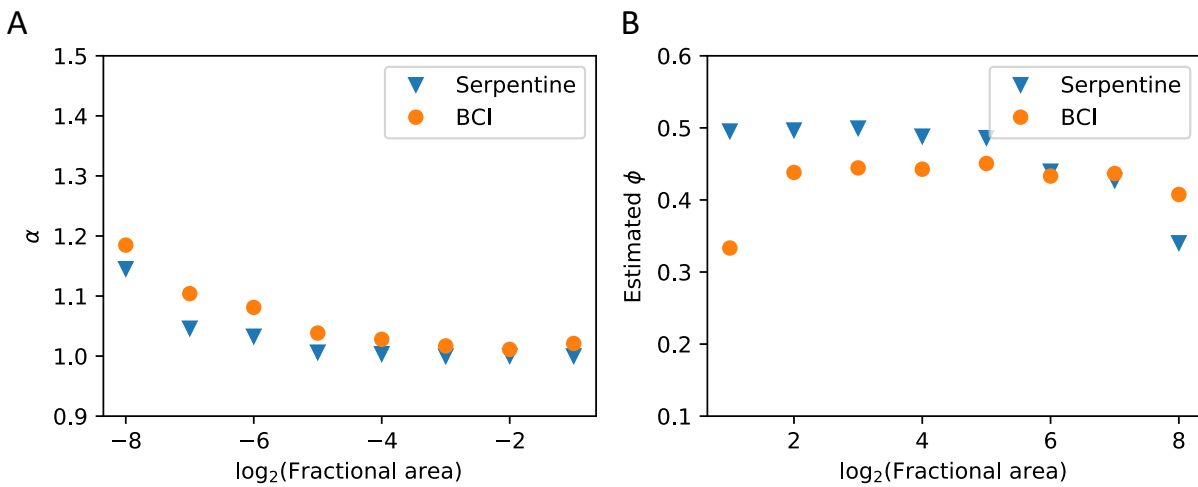 A
1.5
1.4
1.3
1.2
1.1
1.0
0.9
α
−8
−6
−4
−2
log₂(Fractional area)
Serpentine
BCI
B
0.6
0.5
0.4
0.3
0.2
0.1
Estimated ϕ
2
4
6
8
log₂(Fractional area)
Serpentine
BCI